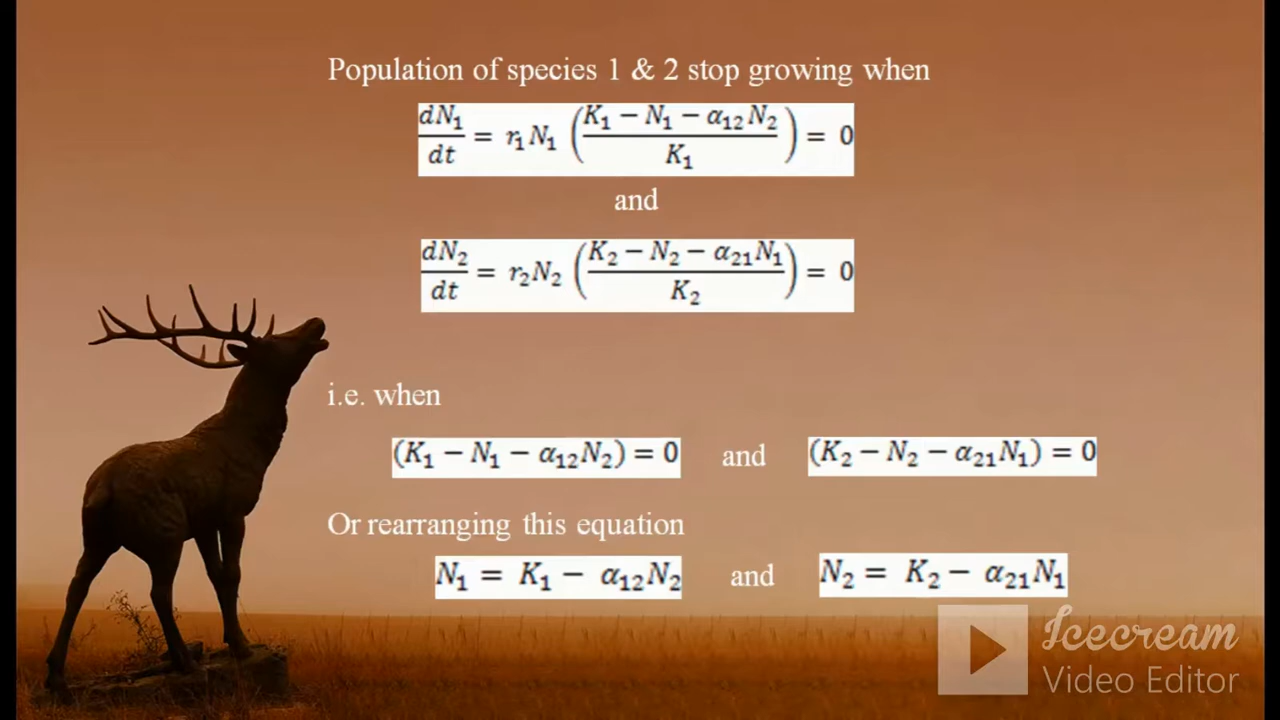 Population of species 1 & 2 stop growing when
dN₁/dt = r₁N₁ ((K₁ − N₁ − α₁₂N₂)/K₁) = 0
and
dN₂/dt = r₂N₂ ((K₂ − N₂ − α₂₁N₁)/K₂) = 0
i.e. when
(K₁ − N₁ − α₁₂N₂) = 0 and (K₂ − N₂ − α₂₁N₁) = 0
Or rearranging this equation
N₁ = K₁ − α₁₂N₂ and N₂ = K₂ − α₂₁N₁
Icecream
Video Editor